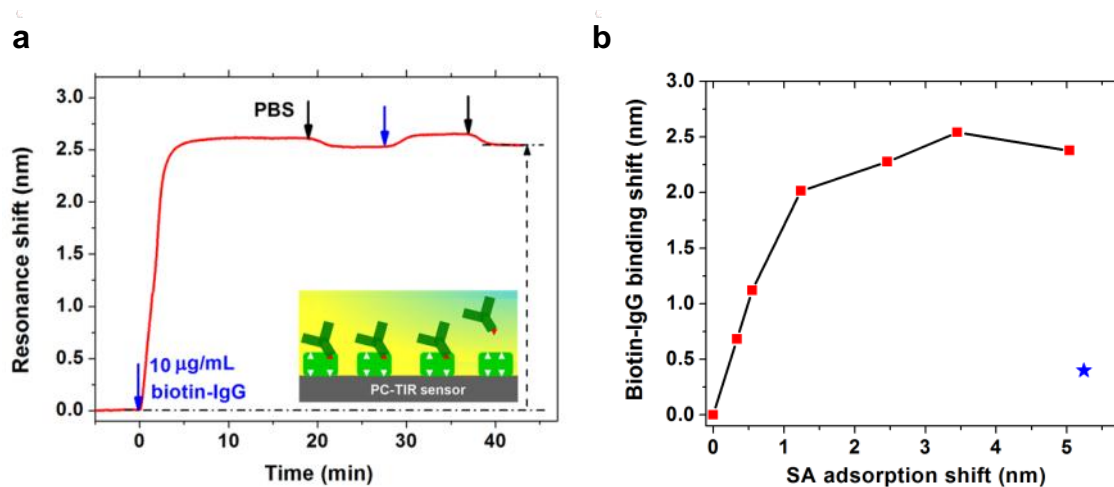 a
3.0
2.5
2.0
1.5
1.0
0.5
0.0
Resonance shift (nm)
PBS
10 μg/mL
biotin-IgG
PC-TIR sensor
0
10
20
30
40
Time (min)
b
3.0
2.5
2.0
1.5
1.0
0.5
0.0
Biotin-IgG binding shift (nm)
0
1
2
3
4
5
SA adsorption shift (nm)